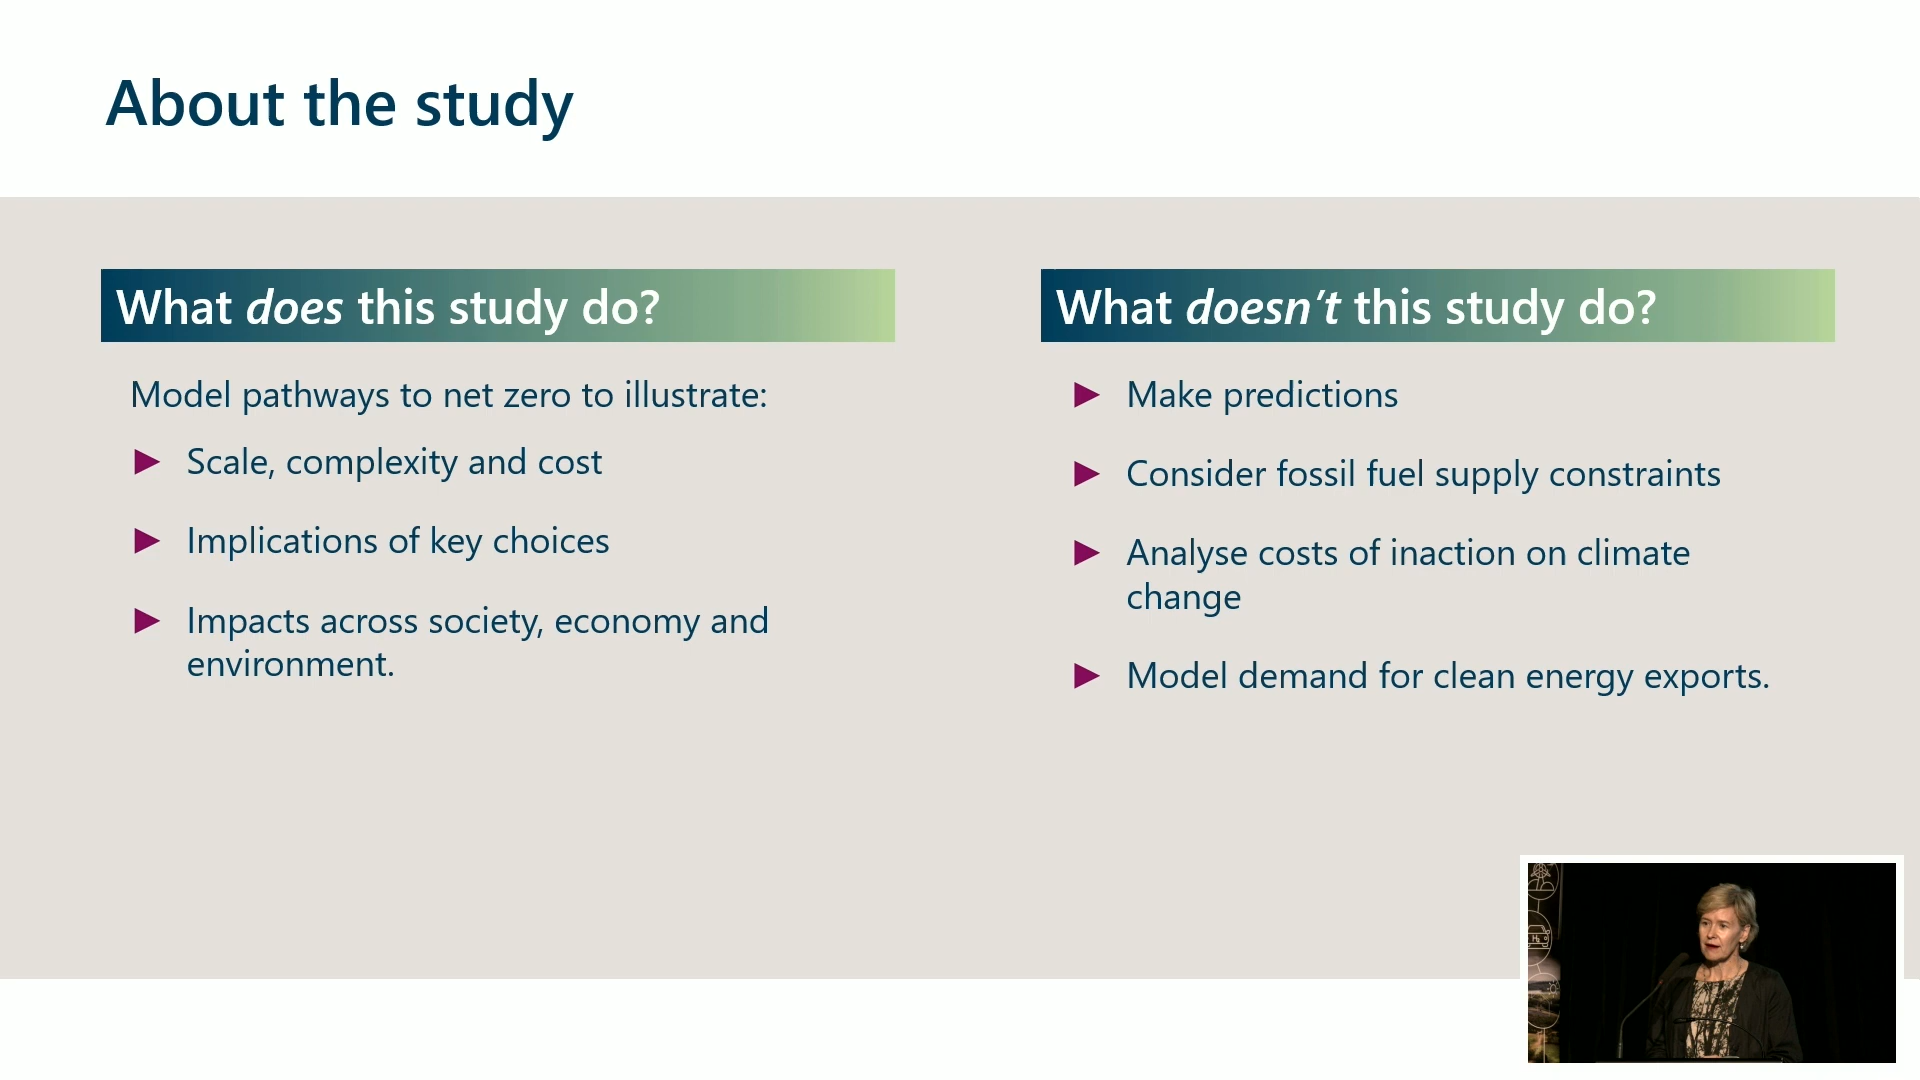 About the study
What does this study do?
Model pathways to net zero to illustrate:
► Scale, complexity and cost
► Implications of key choices
► Impacts across society, economy and
environment.
What doesn't this study do?
► Make predictions
► Consider fossil fuel supply constraints
► Analyse costs of inaction on climate
change
► Model demand for clean energy exports.
H₂